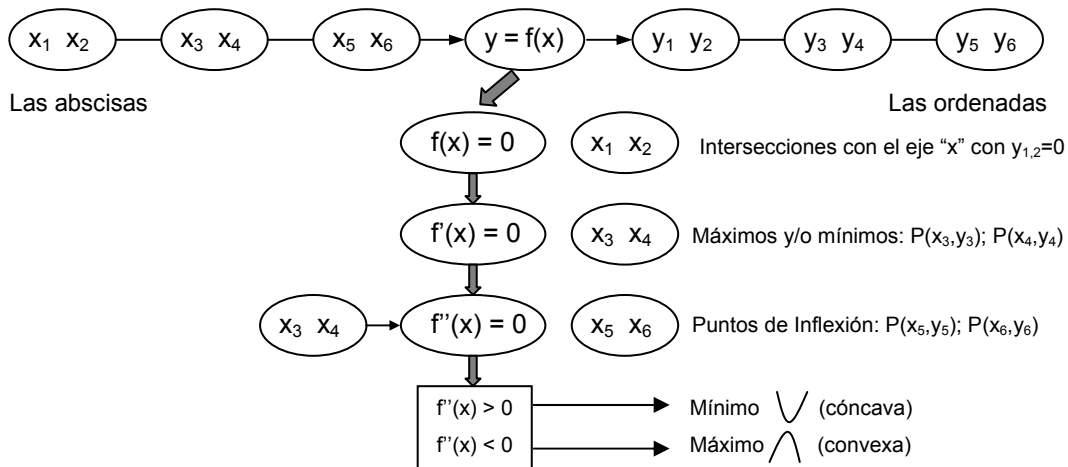 x₁ x₂ x₃ x₄ x₅ x₆ y = f(x) y₁ y₂ y₃ y₄ y₅ y₆
Las abscisas Las ordenadas
f(x) = 0 x₁ x₂ Intersecciones con el eje “x” con y₁,₂=0
f'(x) = 0 x₃ x₄ Máximos y/o mínimos: P(x₃,y₃); P(x₄,y₄)
x₃ x₄ f''(x) = 0 x₅ x₆ Puntos de Inflexión: P(x₅,y₅); P(x₆,y₆)
f''(x) > 0 Mínimo (cóncava)
f''(x) < 0 Máximo (convexa)